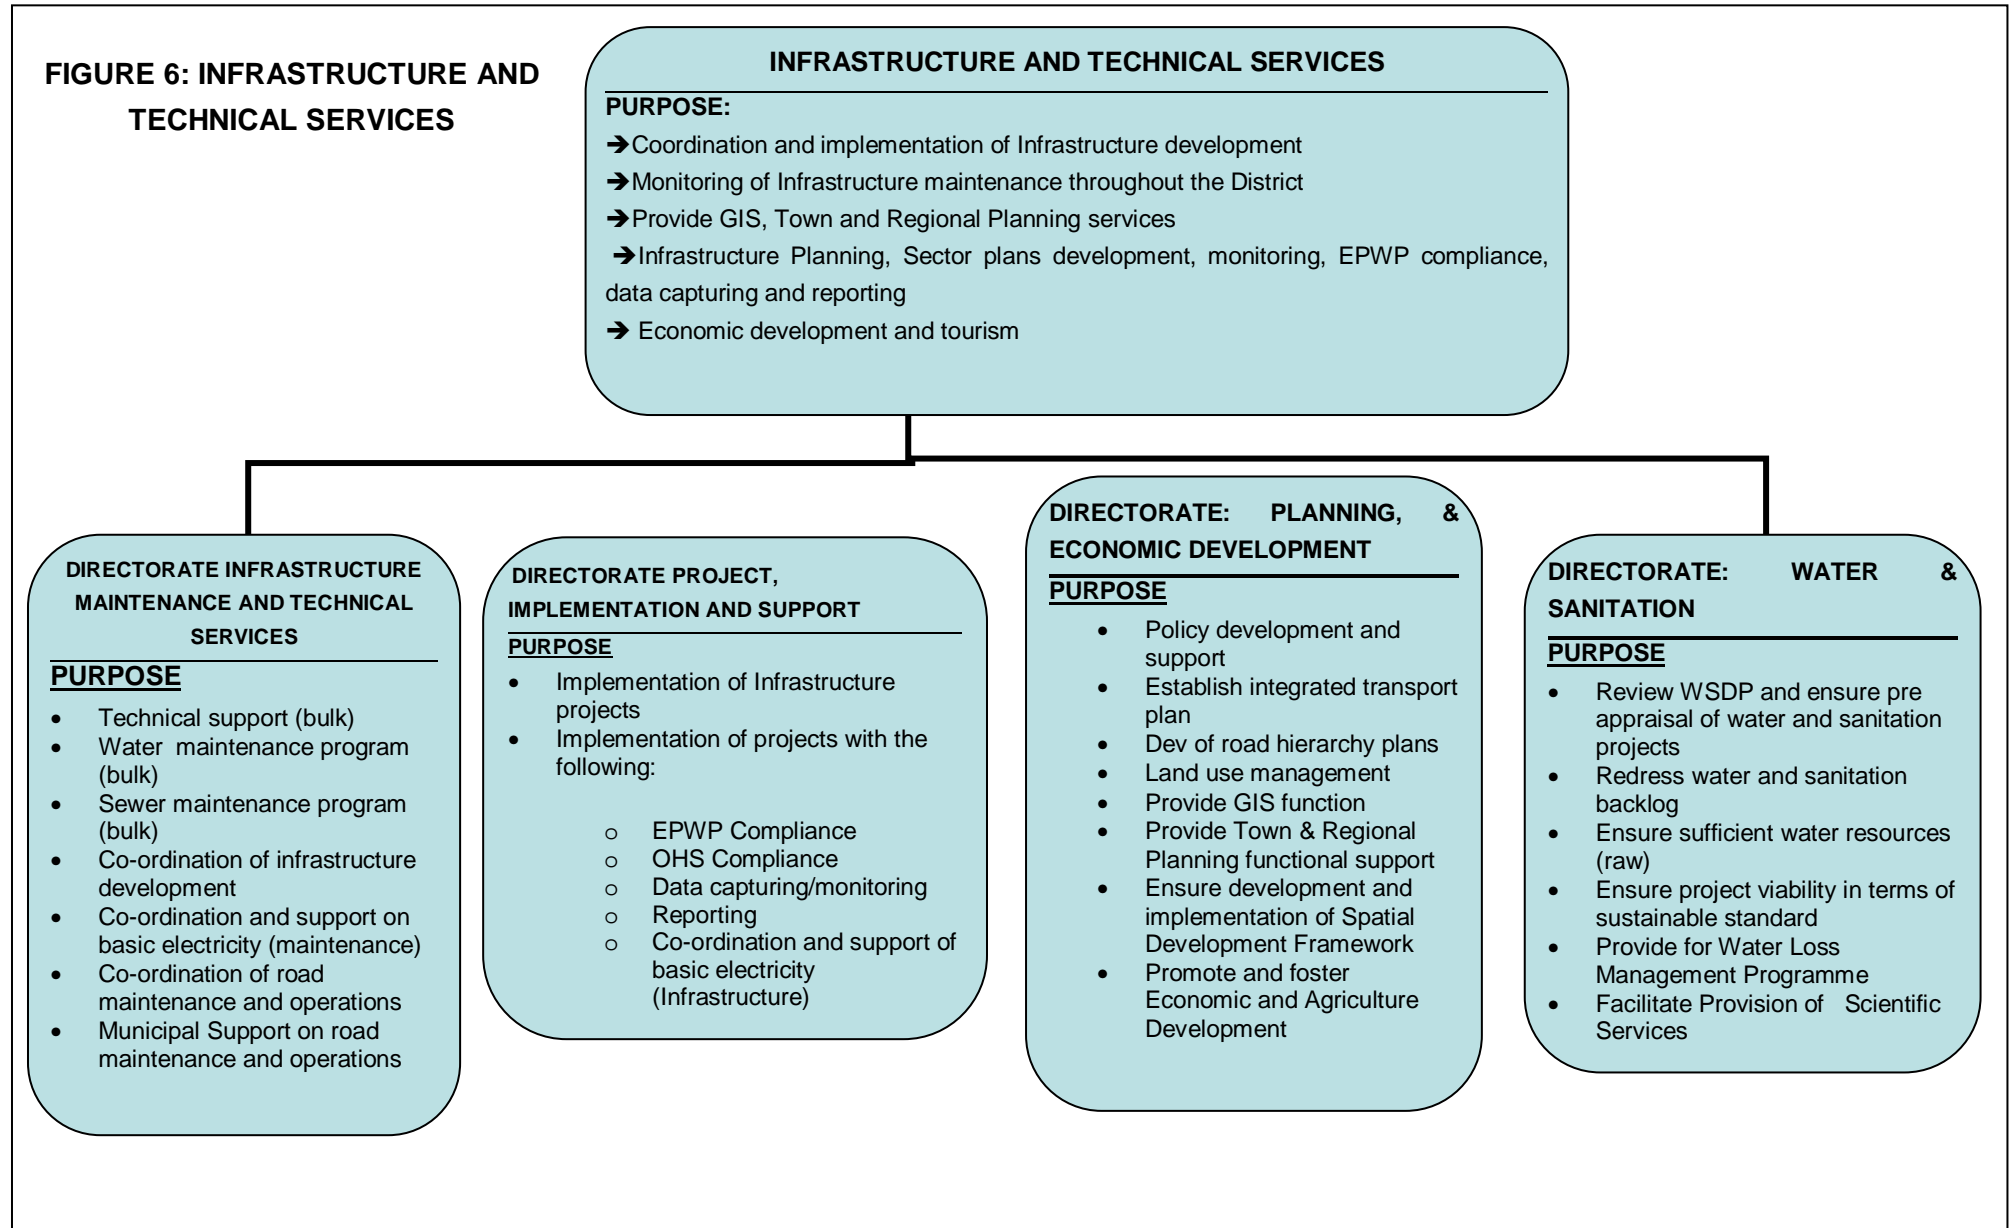 FIGURE 6: INFRASTRUCTURE AND
TECHNICAL SERVICES
INFRASTRUCTURE AND TECHNICAL SERVICES
PURPOSE:
➔Coordination and implementation of Infrastructure development
➔Monitoring of Infrastructure maintenance throughout the District
➔Provide GIS, Town and Regional Planning services
➔Infrastructure Planning, Sector plans development, monitoring, EPWP compliance,
data capturing and reporting
➔ Economic development and tourism
DIRECTORATE INFRASTRUCTURE
MAINTENANCE AND TECHNICAL
SERVICES
PURPOSE
• Technical support (bulk)
• Water maintenance program
(bulk)
• Sewer maintenance program
(bulk)
• Co-ordination of infrastructure
development
• Co-ordination and support on
basic electricity (maintenance)
• Co-ordination of road
maintenance and operations
• Municipal Support on road
maintenance and operations
DIRECTORATE PROJECT,
IMPLEMENTATION AND SUPPORT
PURPOSE
• Implementation of Infrastructure
projects
• Implementation of projects with the
following:
o EPWP Compliance
o OHS Compliance
o Data capturing/monitoring
o Reporting
o Co-ordination and support of
basic electricity
(Infrastructure)
DIRECTORATE: PLANNING, &
ECONOMIC DEVELOPMENT
PURPOSE
• Policy development and
support
• Establish integrated transport
plan
• Dev of road hierarchy plans
• Land use management
• Provide GIS function
• Provide Town & Regional
Planning functional support
• Ensure development and
implementation of Spatial
Development Framework
• Promote and foster
Economic and Agriculture
Development
DIRECTORATE: WATER &
SANITATION
PURPOSE
• Review WSDP and ensure pre
appraisal of water and sanitation
projects
• Redress water and sanitation
backlog
• Ensure sufficient water resources
(raw)
• Ensure project viability in terms of
sustainable standard
• Provide for Water Loss
Management Programme
• Facilitate Provision of Scientific
Services